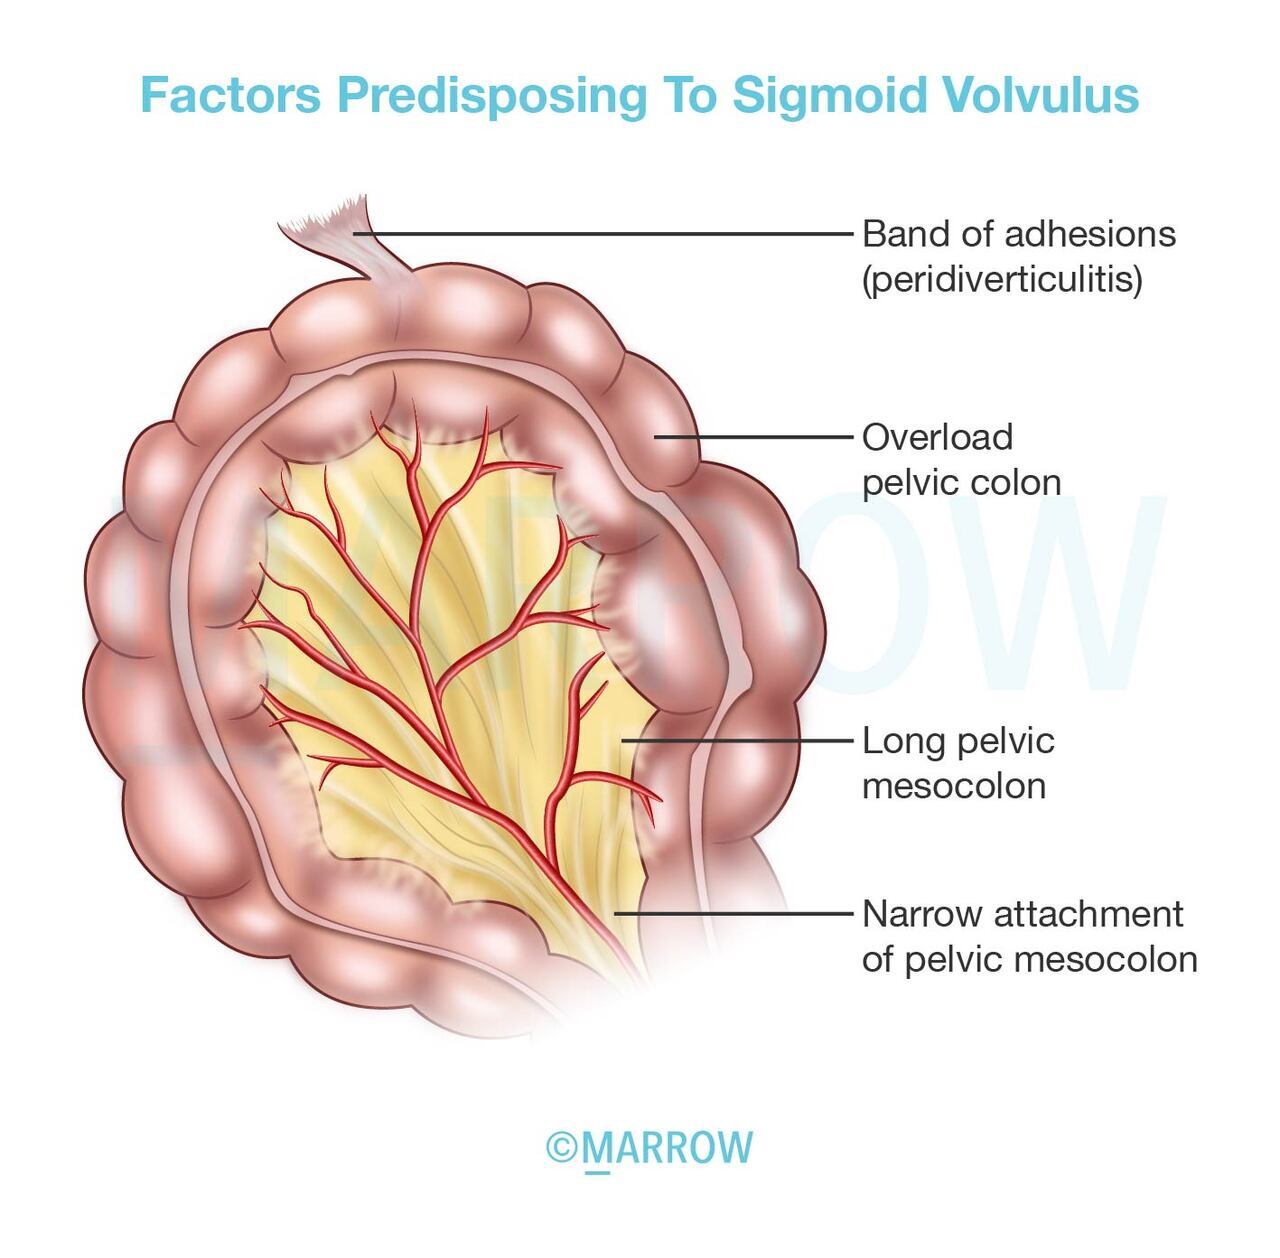 Factors Predisposing To Sigmoid Volvulus
Band of adhesions
(peridiverticulitis)
Overload
pelvic colon
MARROW
Long pelvic
mesocolon
Narrow attachment
of pelvic mesocolon
©MARROW